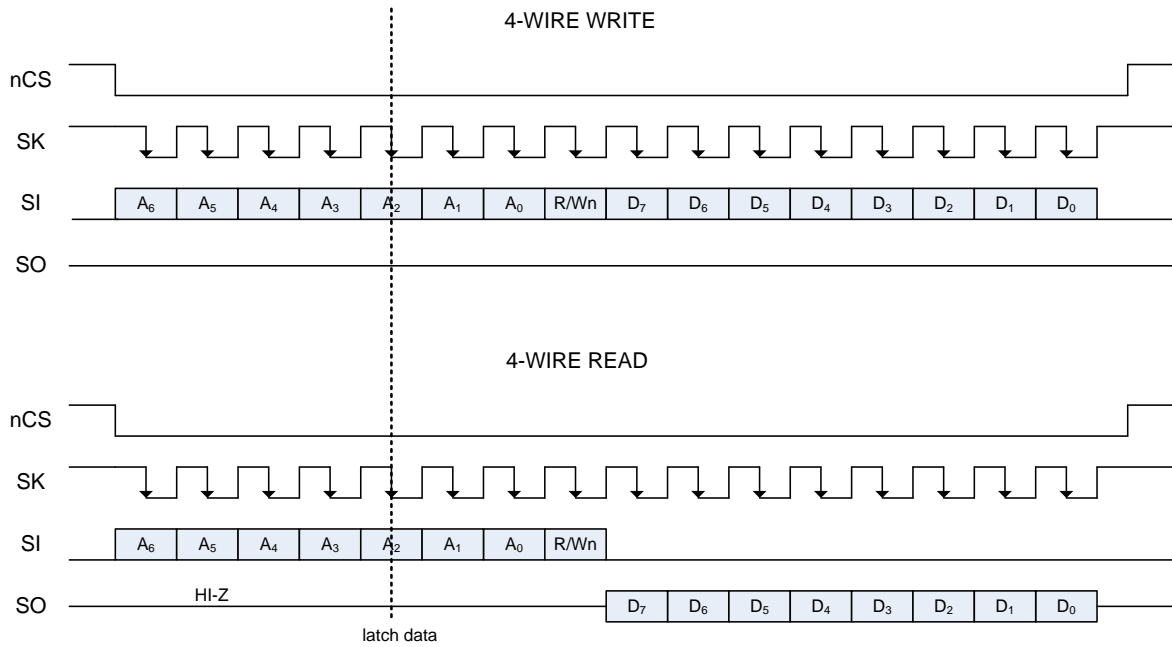 4-WIRE WRITE
nCS
SK
SI A₆ A₅ A₄ A₃ A₂ A₁ A₀ R/Wn D₇ D₆ D₅ D₄ D₃ D₂ D₁ D₀
SO
4-WIRE READ
nCS
SK
SI A₆ A₅ A₄ A₃ A₂ A₁ A₀ R/Wn
SO HI-Z D₇ D₆ D₅ D₄ D₃ D₂ D₁ D₀
latch data